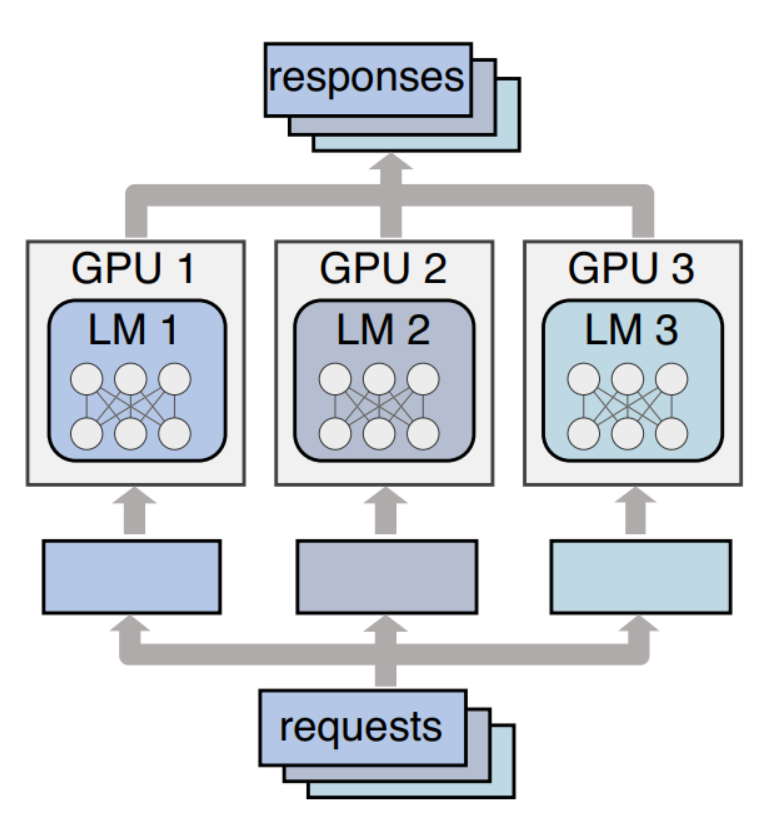 responses
GPU 1
GPU 2
GPU 3
LM 1
LM 2
LM 3
requests